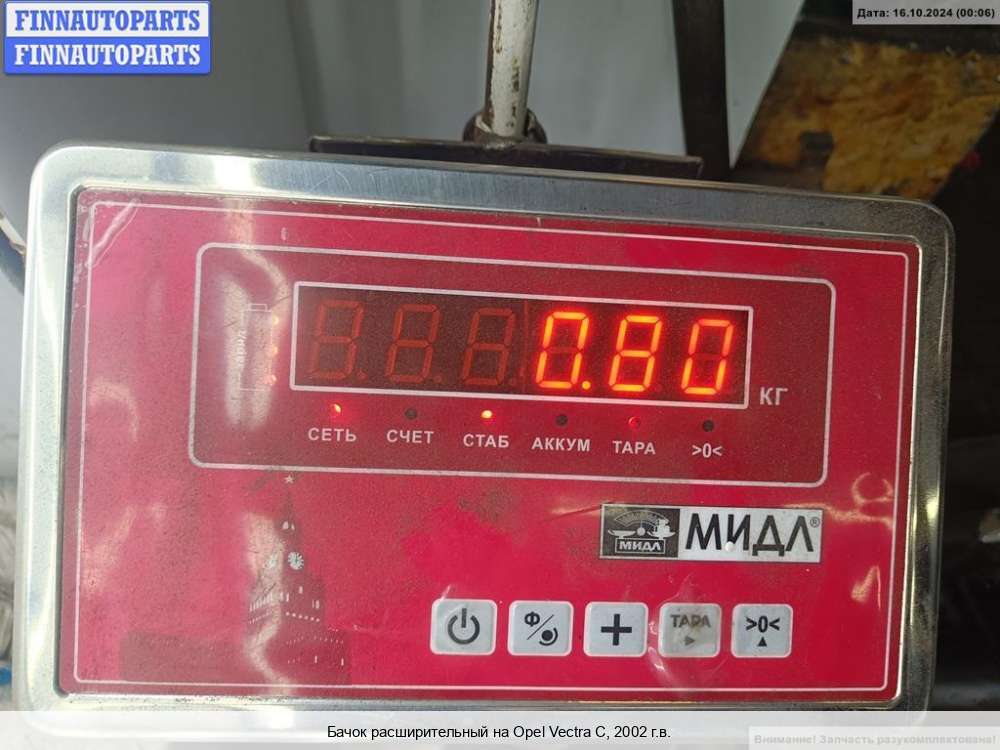 FINNAUTOPARTS
FINNAUTOPARTS
Дата: 16.10.2024 (00:06)
0.80
КГ
СЕТЬ СЧЕТ СТАБ АККУМ ТАРА >0<
МИДЛ МИДЛ®
Ф ТАРА >0<
Бачок расширительный на Opel Vectra C, 2002 г.в.
Внимание! Запчасть разукомплектована!